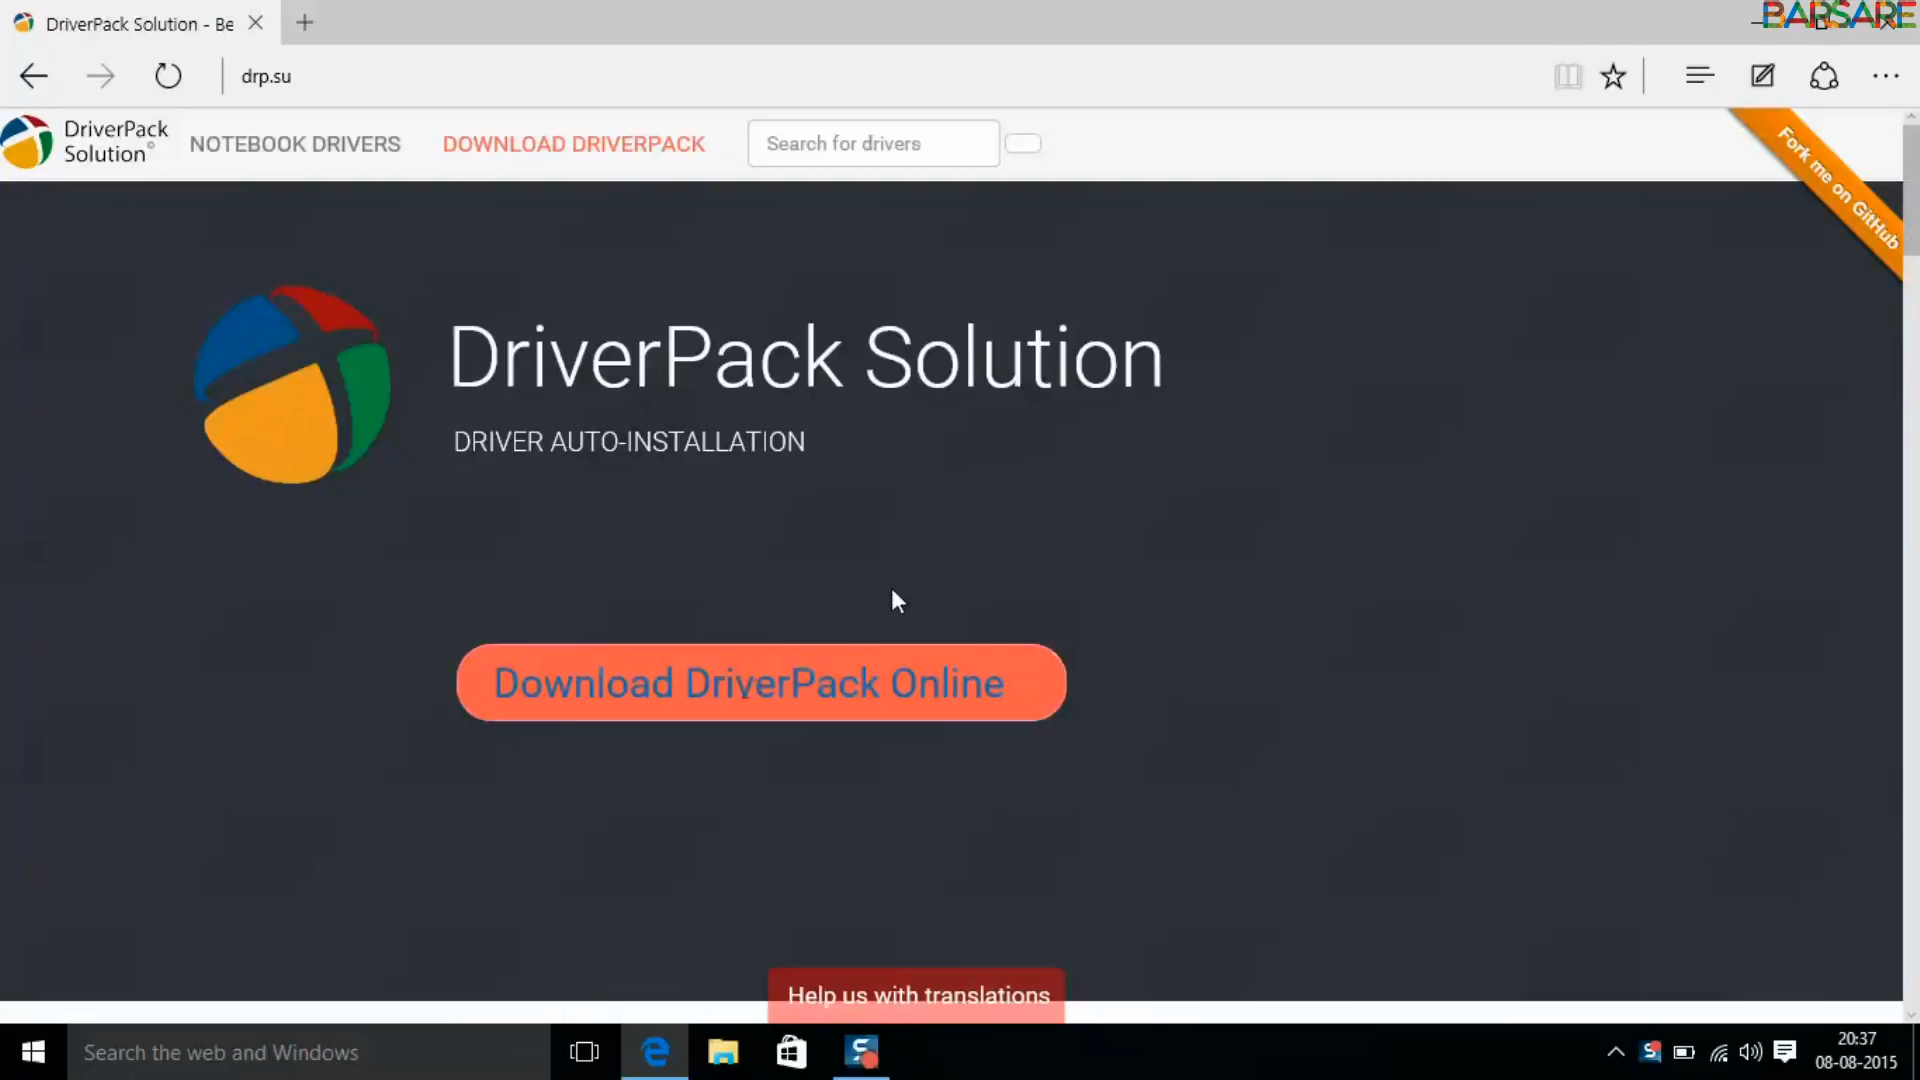 DriverPack Solution - Be
BARSARE
drp.su
DriverPack
Solution©
NOTEBOOK DRIVERS
DOWNLOAD DRIVERPACK
Search for drivers
Fork me on GitHub
DriverPack Solution
DRIVER AUTO-INSTALLATION
Download DriverPack Online
Help us with translations
Search the web and Windows
20:37
08-08-2015